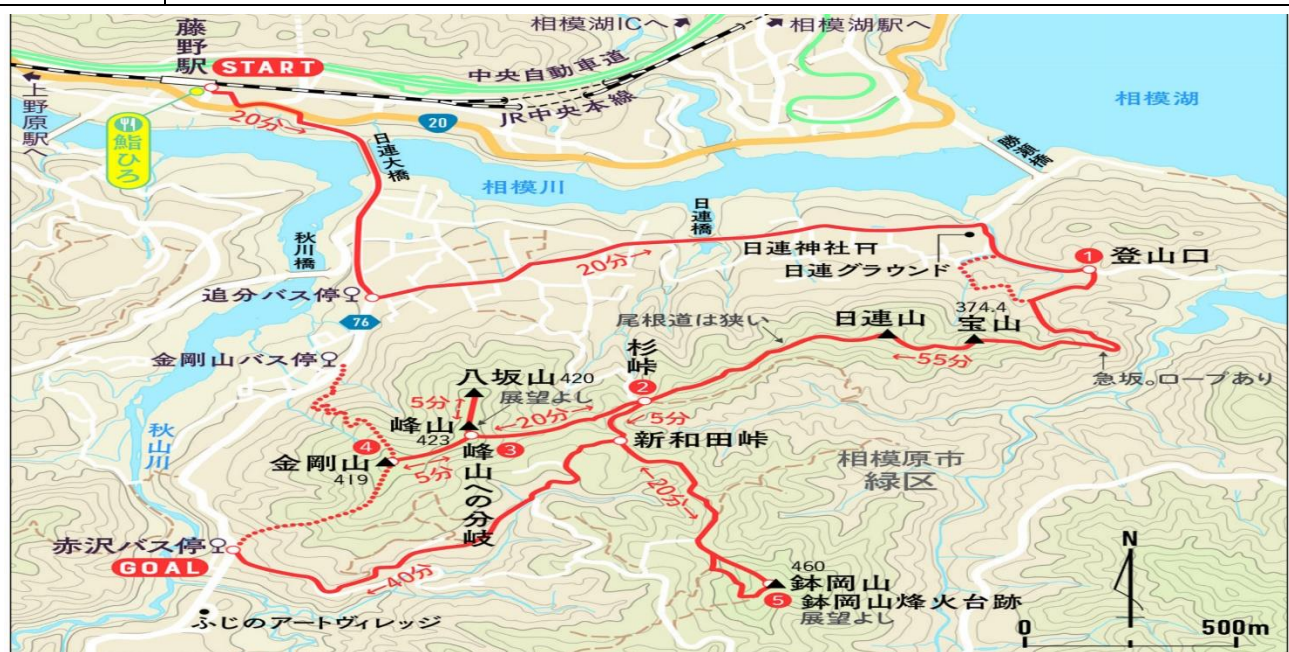 相模湖ICへ
相模湖駅へ
藤野駅
START
中央自動車道
JR中央本線
相模湖
上野原駅へ
20分→
20
日連大橋
鮨ひろ
勝瀬橋
相模川
日連橋
秋川橋
日連神社
日連グラウンド
20分→
1 登山口
追分バス停
76
尾根道は狭い
日連山
374.4
宝山
←55分
金剛山バス停
杉峠
2
八坂山 420
展望よし
急坂。ロープあり
5分
←20分→
5分
峰山
423
3
峰山への分岐
新和田峠
秋山川
4
金剛山
419
5分
相模原市
緑区
←20分→
赤沢バス停
GOAL
←40分
460
鉢岡山
5 鉢岡山烽火台跡
展望よし
ふじのアートヴィレッジ
N
0 500m